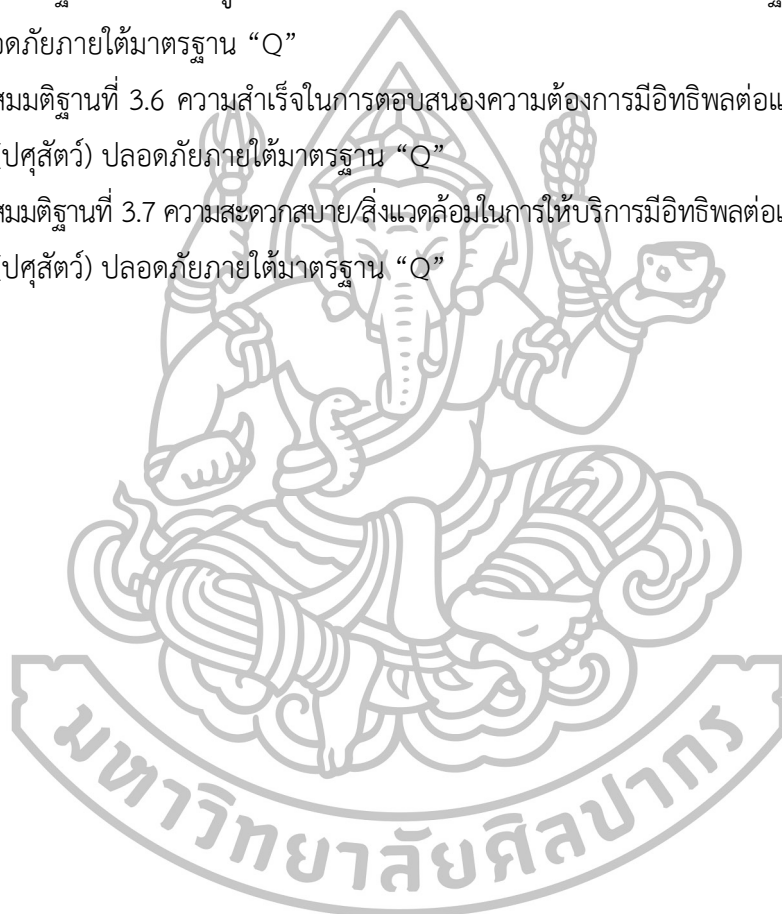 อดภัยภายใต้มาตรฐาน “Q”
สมมติฐานที่ 3.6 ความสำเร็จในการตอบสนองความต้องการมีอิทธิพลต่อแ
(ปศุสัตว์) ปลอดภัยภายใต้มาตรฐาน “Q”
สมมติฐานที่ 3.7 ความสะดวกสบาย/สิ่งแวดล้อมในการให้บริการมีอิทธิพลต่อแ
(ปศุสัตว์) ปลอดภัยภายใต้มาตรฐาน “Q”
มหาวิทยาลัยศิลปากร